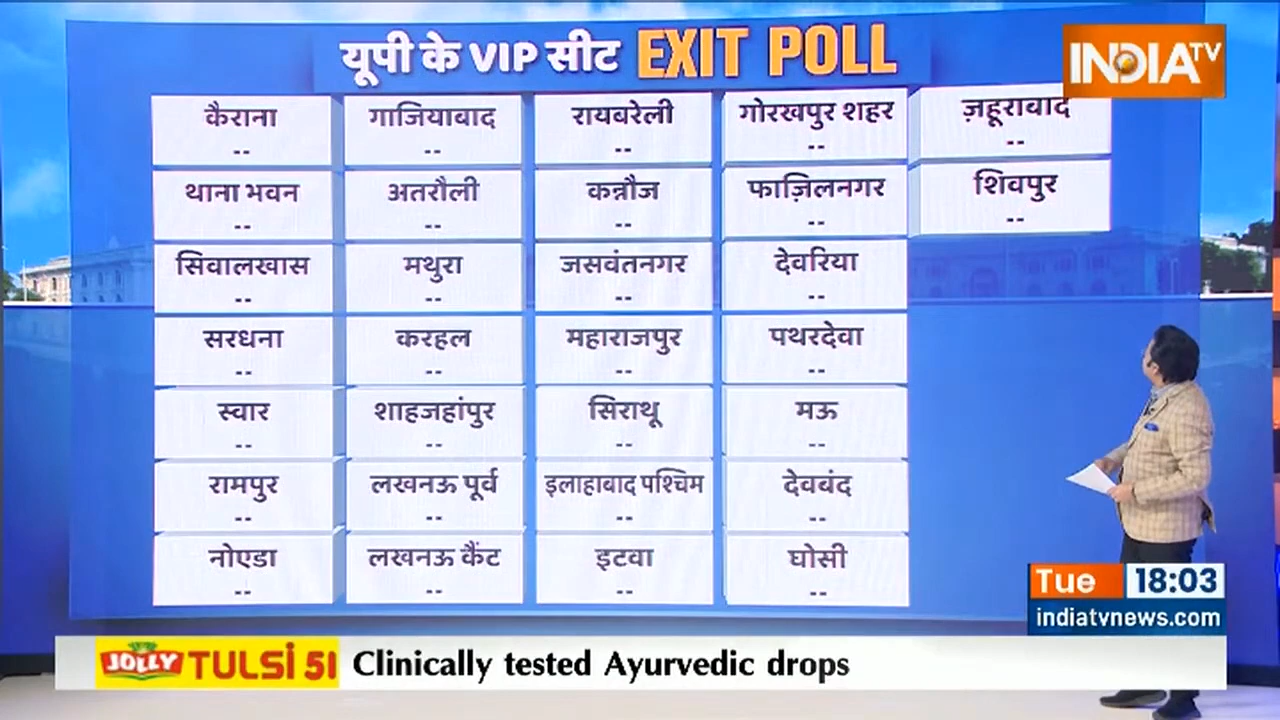 यूपी के VIP सीट EXIT POLL
INDIA TV
कैराना
--
गाजियाबाद
--
रायबरेली
--
गोरखपुर शहर
--
ज़हूराबाद
--
थाना भवन
--
अतरौली
--
कन्नौज
--
फाज़िलनगर
--
शिवपुर
--
सिवालखास
--
मथुरा
--
जसवंतनगर
--
देवरिया
--
सरधना
--
करहल
--
महाराजपुर
--
पथरदेवा
--
स्वार
--
शाहजहांपुर
--
सिराथू
--
मऊ
--
रामपुर
--
लखनऊ पूर्व
--
इलाहाबाद पश्चिम
--
देवबंद
--
नोएडा
--
लखनऊ कैंट
--
इटवा
--
घोसी
--
Tue 18:03
indiatvnews.com
JOLLY TULSI 51 Clinically tested Ayurvedic drops